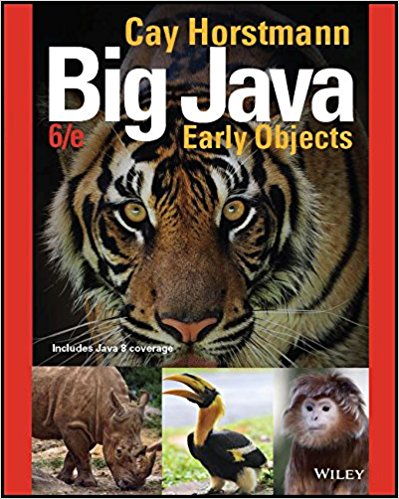 Cay Horstmann
Big Java
6/e Early Objects
Includes Java 8 coverage
WILEY